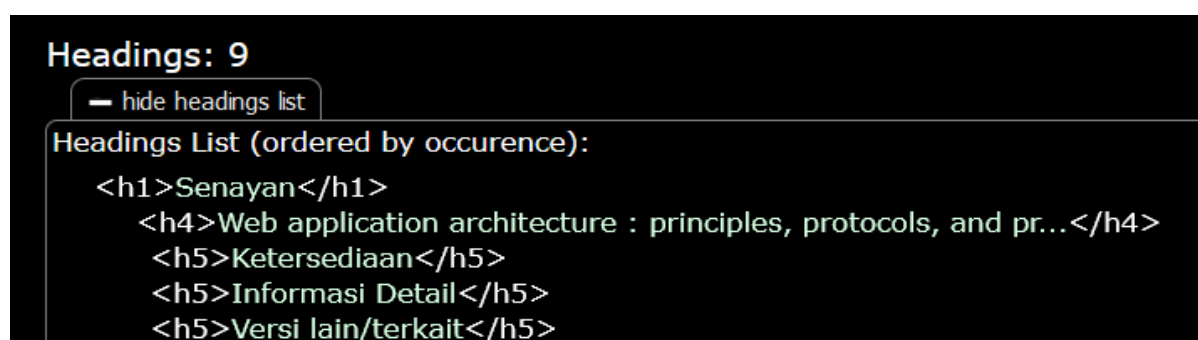 Headings: 9
hide headings list
Headings List (ordered by occurence):
<h1>Senayan</h1>
<h4>Web application architecture : principles, protocols, and pr...</h4>
<h5>Ketersediaan</h5>
<h5>Informasi Detail</h5>
<h5>Versi lain/terkait</h5>